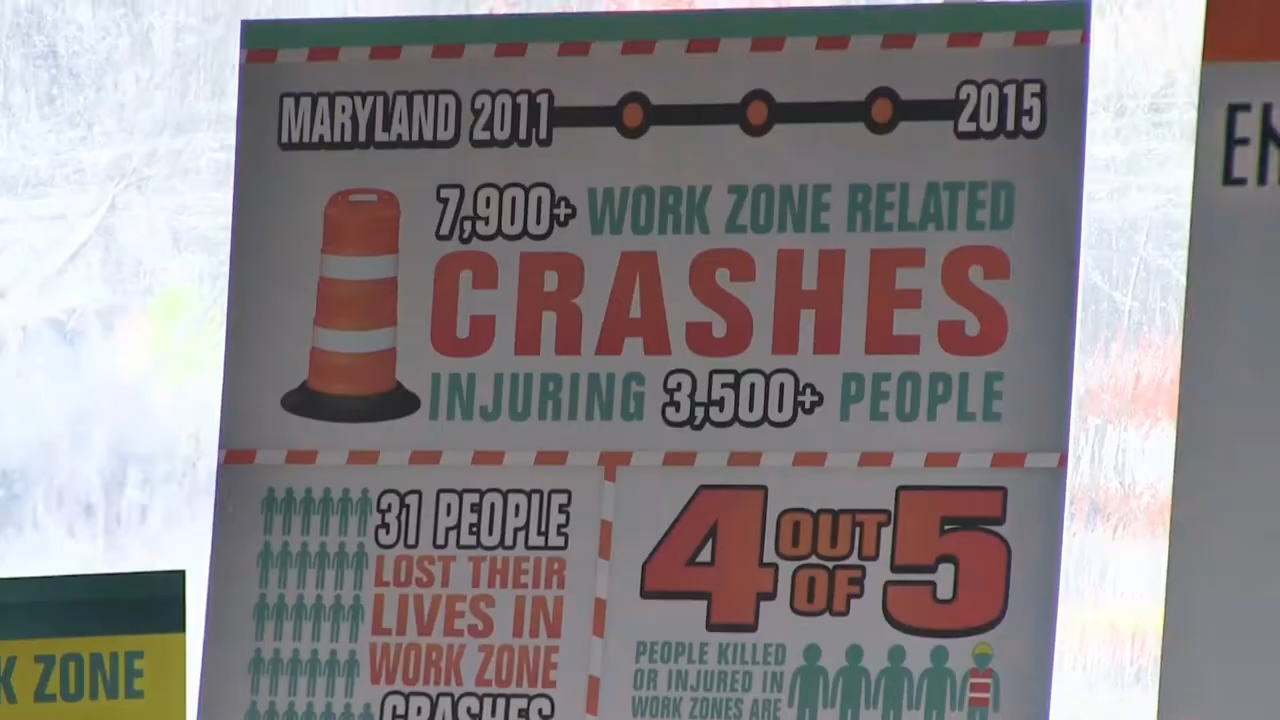 MARYLAND 2011 2015
7,900+ WORK ZONE RELATED
CRASHES
INJURING 3,500+ PEOPLE
31 PEOPLE
LOST THEIR
LIVES IN
WORK ZONE
CRASHES
4 OUT OF 5
PEOPLE KILLED
OR INJURED IN
WORK ZONES ARE
K ZONE
EN